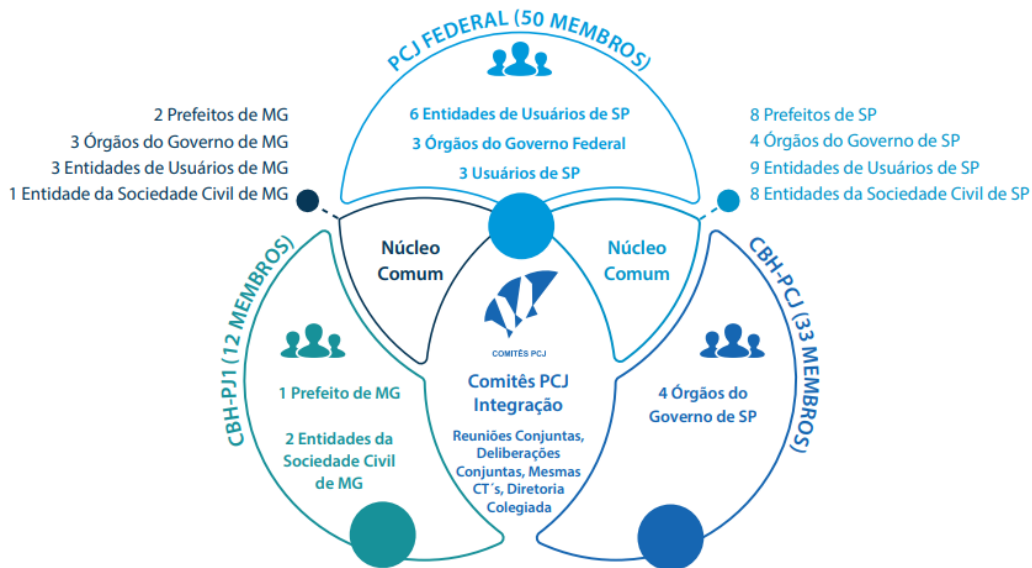 PCJ FEDERAL (50 MEMBROS)
6 Entidades de Usuários de SP
3 Órgãos do Governo Federal
3 Usuários de SP
2 Prefeitos de MG
3 Órgãos do Governo de MG
3 Entidades de Usuários de MG
1 Entidade da Sociedade Civil de MG
8 Prefeitos de SP
4 Órgãos do Governo de SP
9 Entidades de Usuários de SP
8 Entidades da Sociedade Civil de SP
Núcleo
Comum
Núcleo
Comum
CBH-PJ1 (12 MEMBROS)
1 Prefeito de MG
2 Entidades da
Sociedade Civil
de MG
COMITÊS PCJ
Comitês PCJ
Integração
Reuniões Conjuntas,
Deliberações
Conjuntas, Mesmas
CT´s, Diretoria
Colegiada
CBH-PCJ (33 MEMBROS)
4 Órgãos do
Governo de SP